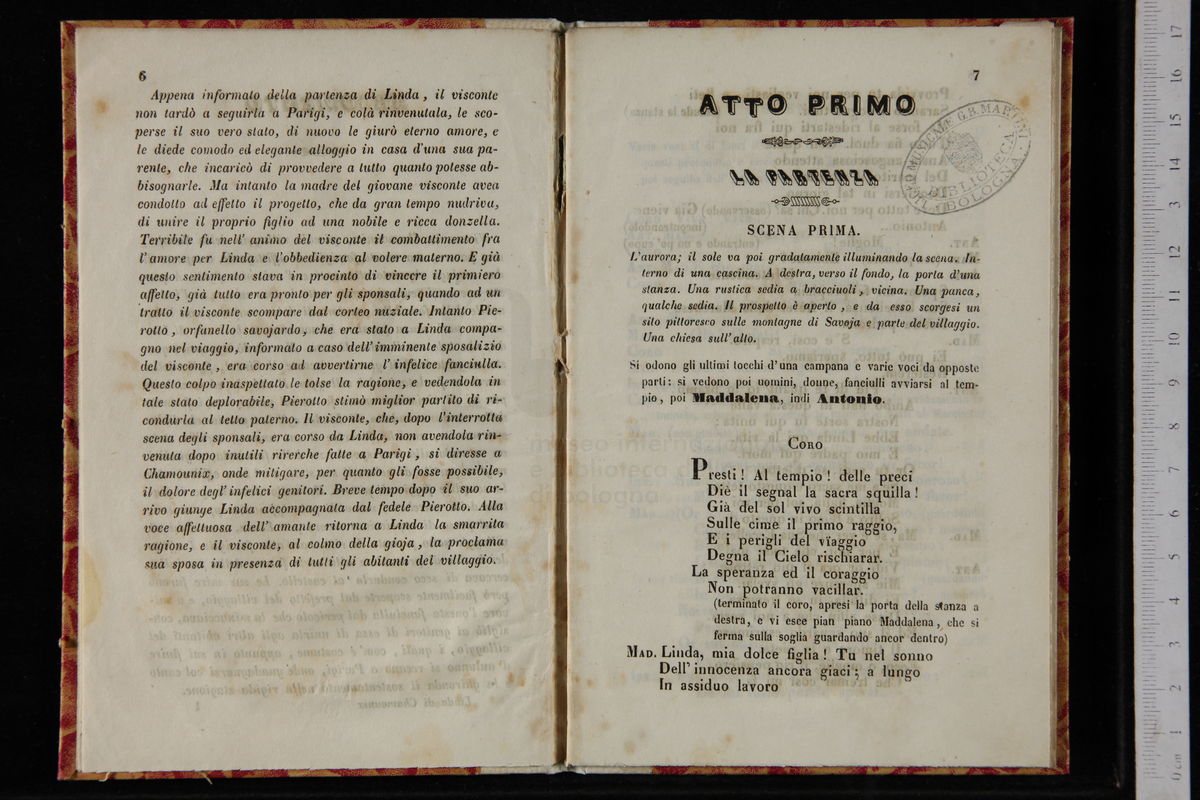 6
Appena informato della partenza di Linda, il visconte
non tardò a seguirla a Parigi, e colà rinvenutala, le sco-
perse il suo vero stato, di nuovo le giurò eterno amore, e
le diede comodo ed elegante alloggio in casa d'una sua pa-
rente, che incaricò di provvedere a tutto quanto potesse ab-
bisognarle. Ma intanto la madre del giovane visconte avea
condotto ad effetto il progetto, che da gran tempo nudriva,
di unire il proprio figlio ad una nobile e ricca donzella.
Terribile fu nell' animo del visconte il combattimento fra
l'amore per Linda e l'obbedienza al volere materno. E già
questo sentimento stava in procinto di vincere il primiero
affetto, già tutto era pronto per gli sponsali, quando ad un
tratto il visconte scompare dal corteo nuziale. Intanto Pie-
rotto, orfanello savojardo, che era stato a Linda compa-
gno nel viaggio, informato a caso dell'imminente sposalizio
del visconte, era corso ad avvertirne l'infelice fanciulla.
Questo colpo inaspettato le tolse la ragione, e vedendola in
tale stato deplorabile, Pierotto stimò miglior partito di ri-
condurla al tetto paterno. Il visconte, che, dopo l'interrotta
scena degli sponsali, era corso da Linda, non avendola rin-
venuta dopo inutili rirerche fatte a Parigi, si diresse a
Chamounix, onde mitigare, per quanto gli fosse possibile,
il dolore degl'infelici genitori. Breve tempo dopo il suo ar-
rivo giunge Linda accompagnata dal fedele Pierotto. Alla
voce affettuosa dell'amante ritorna a Linda la smarrita
ragione, e il visconte, al colmo della gioja, la proclama
sua sposa in presenza di tutti gli abitanti del villaggio.
7
ATTO PRIMO
LA PARTENZA
SCENA PRIMA.
L'aurora; il sole va poi gradatamente illuminando la scena. In-
terno di una cascina. A destra, verso il fondo, la porta d'una
stanza. Una rustica sedia a bracciuoli, vicina. Una panca,
qualche sedia. Il prospetto è aperto, e da esso scorgesi un
sito pittoresco sulle montagne di Savoja e parte del villaggio.
Una chiesa sull'alto.
Si odono gli ultimi tocchi d'una campana e varie voci da opposte
parti: si vedono poi uomini, donne, fanciulli avviarsi al tem-
pio, poi Maddalena, indi Antonio.
CORO
Presti! Al tempio! delle preci
Diè il segnal la sacra squilla!
Gia del sol vivo scintilla
Sulle cime il primo raggio,
E i perigli del vïaggio
Degna il Cielo rischiarar.
La speranza ed il coraggio
Non potranno vacillar.
(terminato il coro, apresi la porta della stanza a
destra, e vi esce pian piano Maddalena, che si
ferma sulla soglia guardando ancor dentro)
MAD. Linda, mia dolce figlia! Tu nel sonno
Dell' innocenza ancora giaci; a lungo
In assiduo lavoro
MUSEALE G.B. MARTINI
BIBLIOTECA
BOLOGNA
museo internazionale
e biblioteca della musica
di bologna